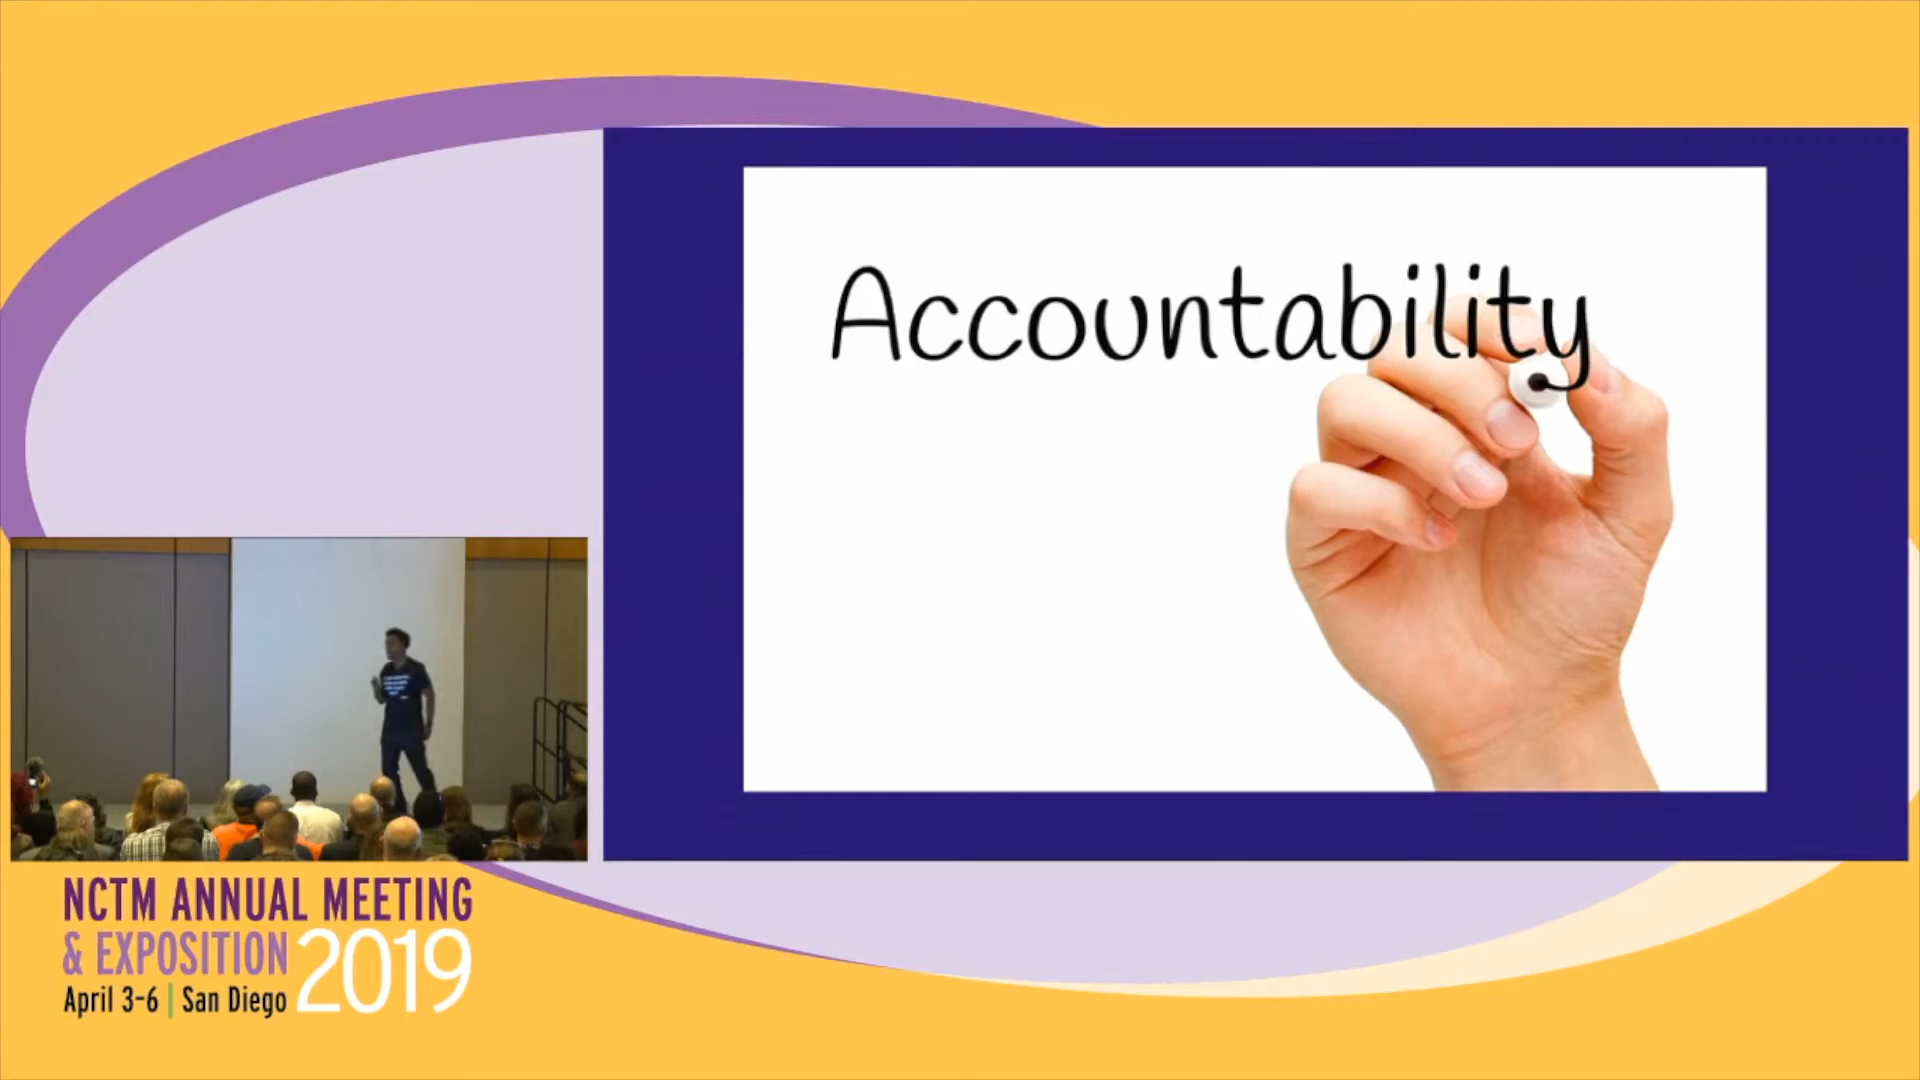 Accountability
NCTM ANNUAL MEETING
& EXPOSITION 2019
April 3-6 | San Diego